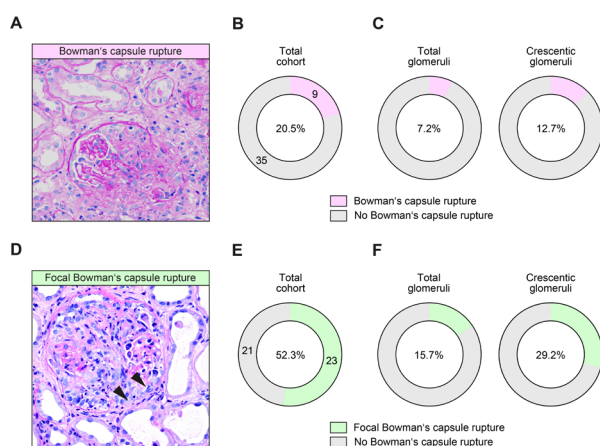 A
Bowman's capsule rupture
B
Total
cohort
9
20.5%
35
C
Total
glomeruli
7.2%
Crescentic
glomeruli
12.7%
Bowman's capsule rupture
No Bowman's capsule rupture
D
Focal Bowman's capsule rupture
E
Total
cohort
21
52.3%
23
F
Total
glomeruli
15.7%
Crescentic
glomeruli
29.2%
Focal Bowman's capsule rupture
No Bowman's capsule rupture